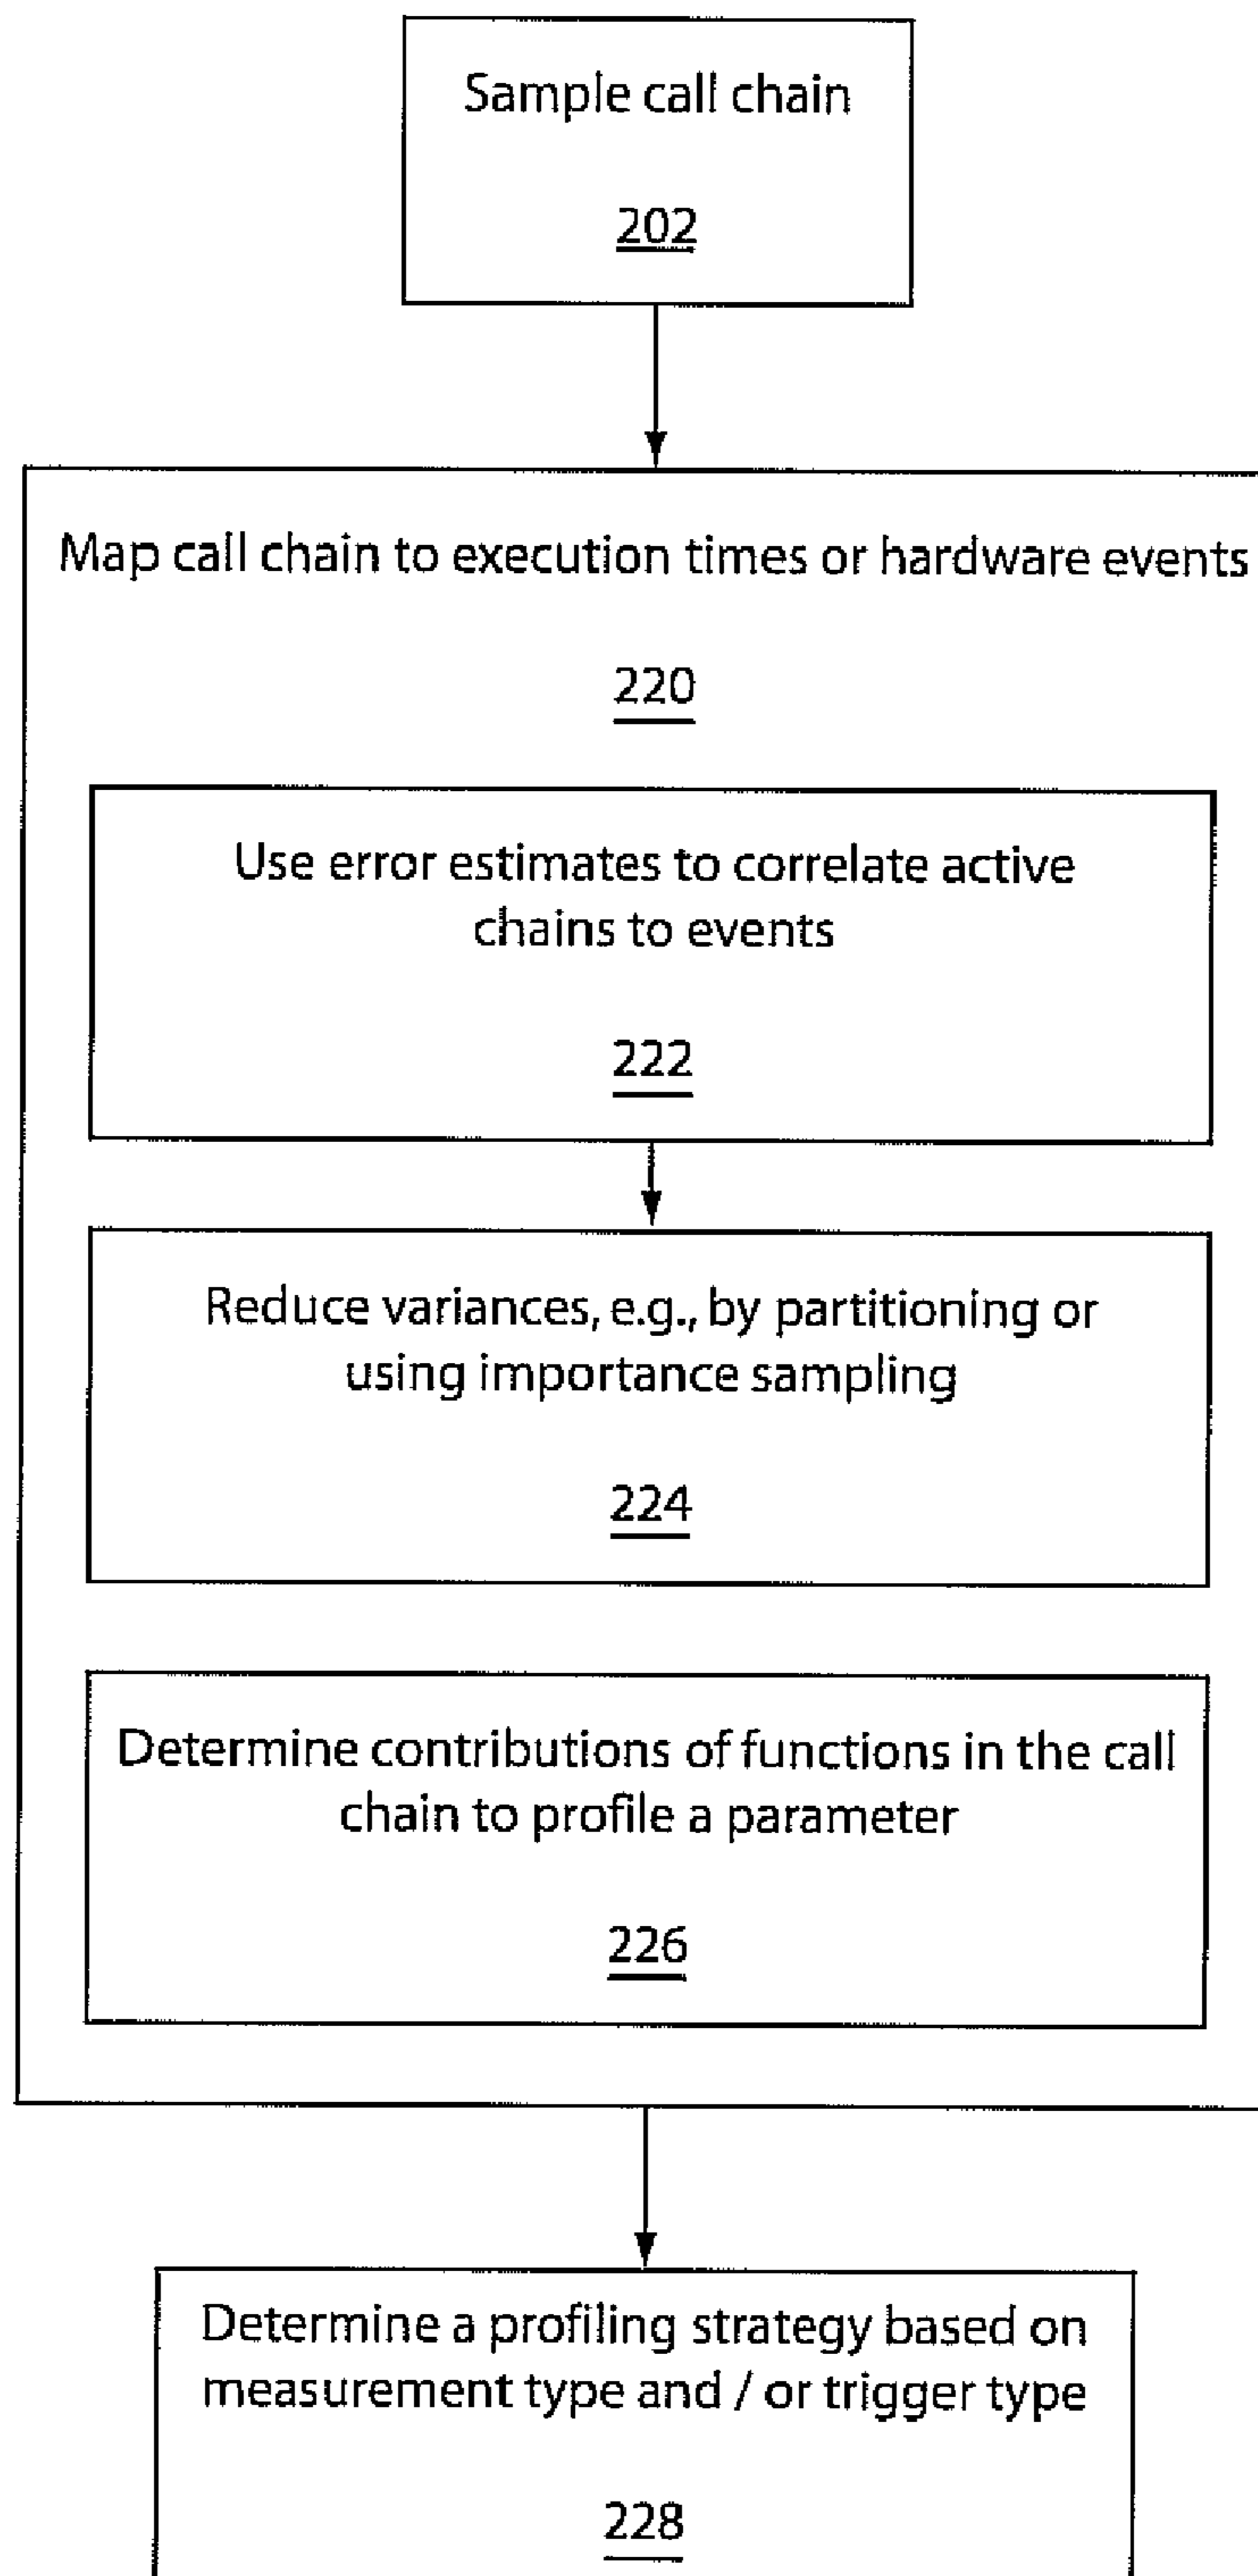 Sample call chain
202
Map call chain to execution times or hardware events
220
Use error estimates to correlate active
chains to events
222
Reduce variances, e.g., by partitioning or
using importance sampling
224
Determine contributions of functions in the call
chain to profile a parameter
226
Determine a profiling strategy based on
measurement type and / or trigger type
228